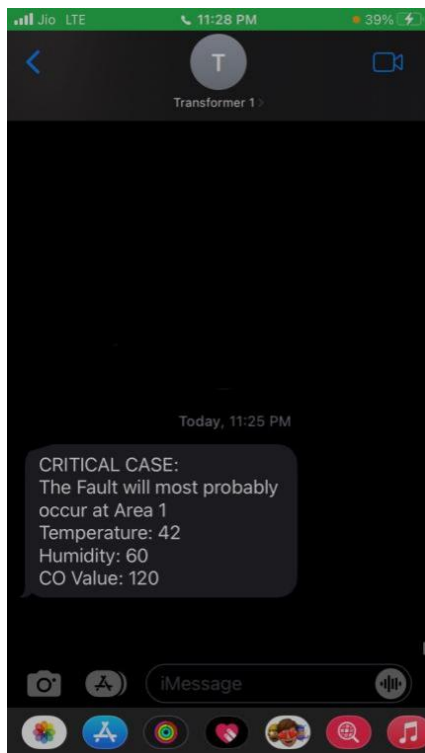 Jio LTE
11:28 PM
39%
T
Transformer 1
Today, 11:25 PM
CRITICAL CASE:
The Fault will most probably
occur at Area 1
Temperature: 42
Humidity: 60
CO Value: 120
iMessage